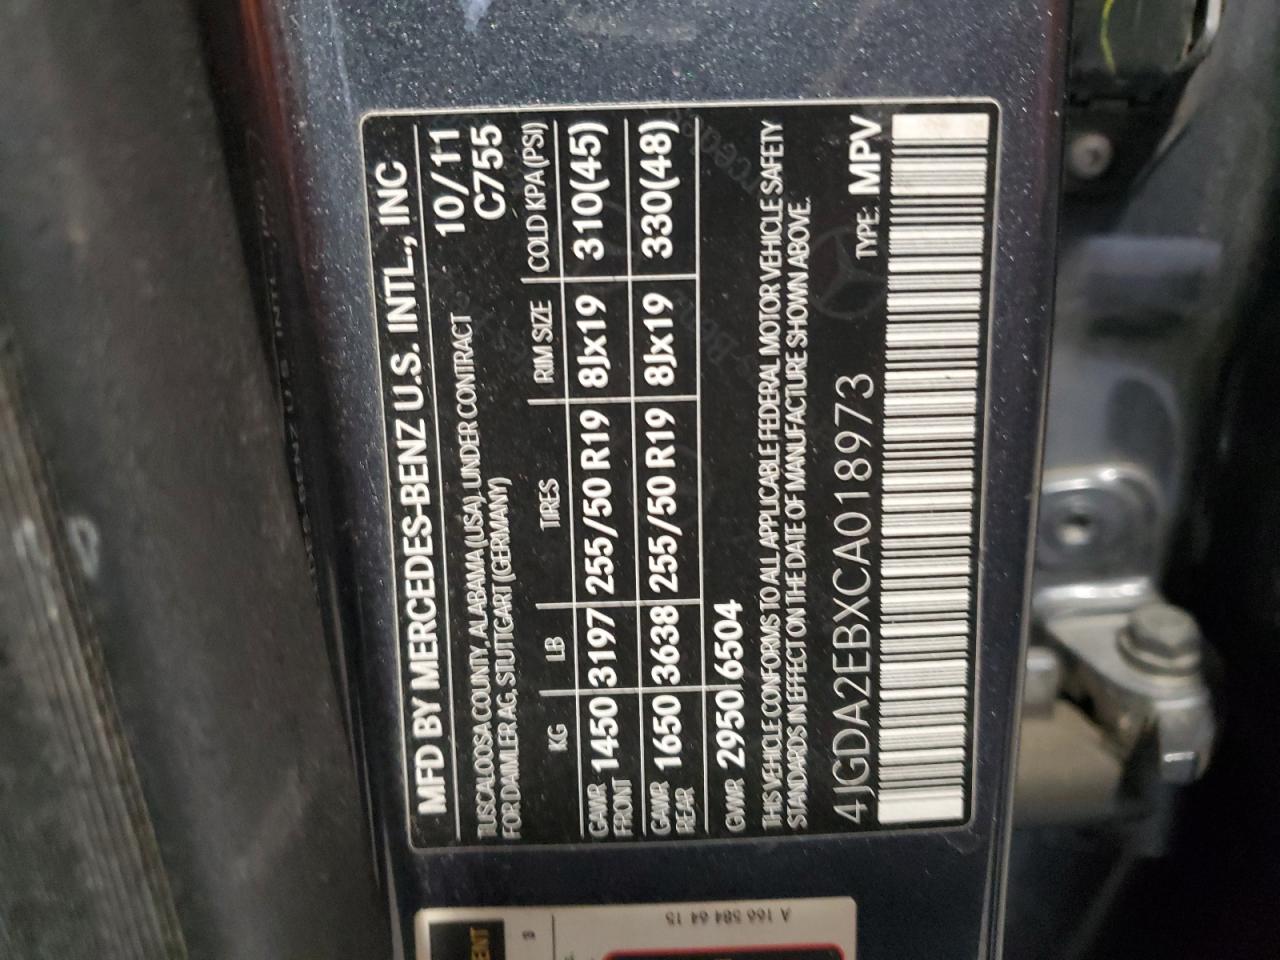 MFD BY MERCEDES-BENZ U.S. INTL., INC
TUSCALOOSA COUNTY, ALABAMA (USA), UNDER CONTRACT 10/11
FOR DAIMLER AG, STUTTGART (GERMANY) C755
KG LB TIRES RIM SIZE COLD KPA (PSI)
GAWR FRONT 1450 3197 255/50 R19 8Jx19 310(45)
GAWR REAR 1650 3638 255/50 R19 8Jx19 330(48)
GVWR 2950 6504
THIS VEHICLE CONFORMS TO ALL APPLICABLE FEDERAL MOTOR VEHICLE SAFETY
STANDARDS IN EFFECT ON THE DATE OF MANUFACTURE SHOWN ABOVE.
4JGDA2EBXCA018973 TYPE: MPV
A 166 584 64 15